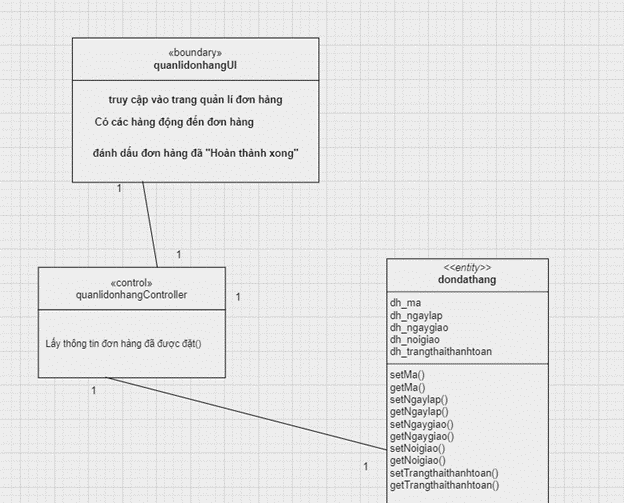 «boundary»
quanlidonhangUI
truy cập vào trang quản lí đơn hàng
Có các hàng động đến đơn hàng
đánh dấu đơn hàng đã "Hoàn thành xong"
1
1
«control»
quanlidonhangController
1
Lấy thông tin đơn hàng đã được đặt()
1
<<entity>>
dondathang
dh_ma
dh_ngaylap
dh_ngaygiao
dh_noigiao
dh_trangthaithanhtoan
setMa()
getMa()
setNgaylap()
getNgaylap()
setNgaygiao()
getNgaygiao()
setNoigiao()
getNoigiao()
setTrangthaithanhtoan()
getTrangthaithanhtoan()
1